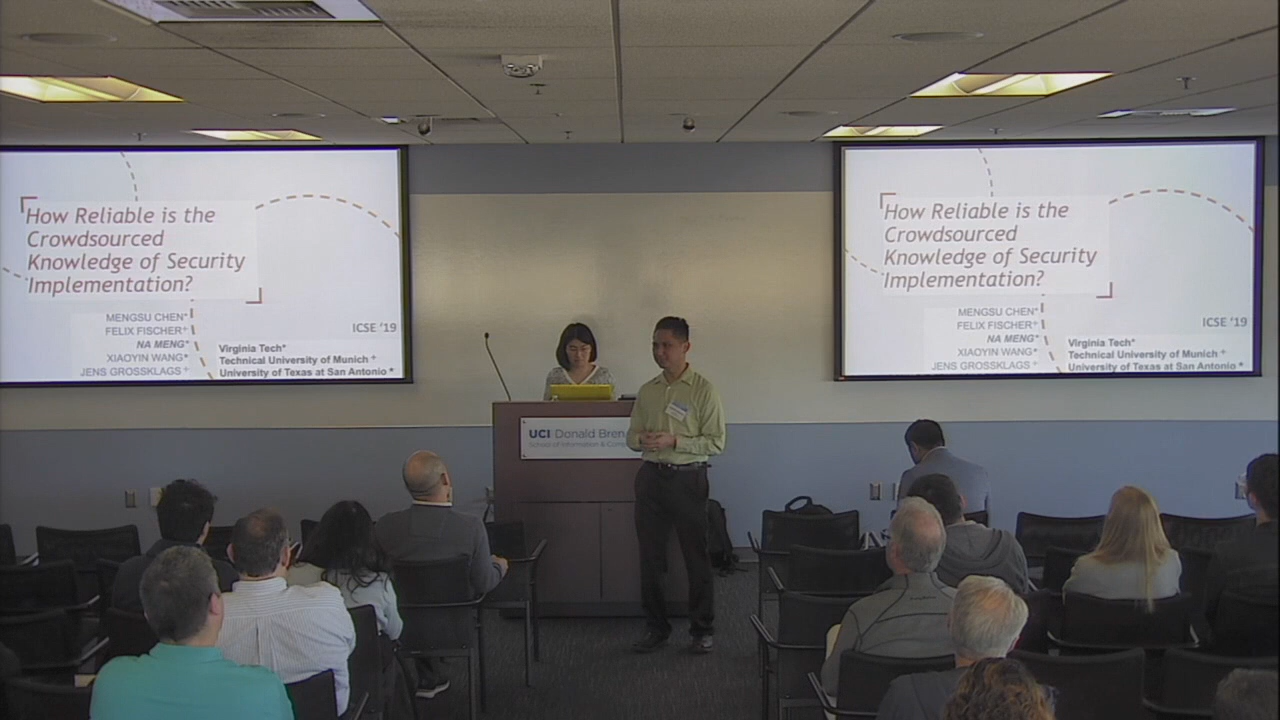 How Reliable is the
Crowdsourced
Knowledge of Security
Implementation?
ICSE '19
MENGSU CHEN*
FELIX FISCHER+
NA MENG*
XIAOYIN WANG*
JENS GROSSKLAGS +
Virginia Tech*
Technical University of Munich +
University of Texas at San Antonio *
How Reliable is the
Crowdsourced
Knowledge of Security
Implementation?
ICSE '19
MENGSU CHEN*
FELIX FISCHER+
NA MENG*
XIAOYIN WANG*
JENS GROSSKLAGS +
Virginia Tech*
Technical University of Munich +
University of Texas at San Antonio *
UCI Donald Bren
School of Information &